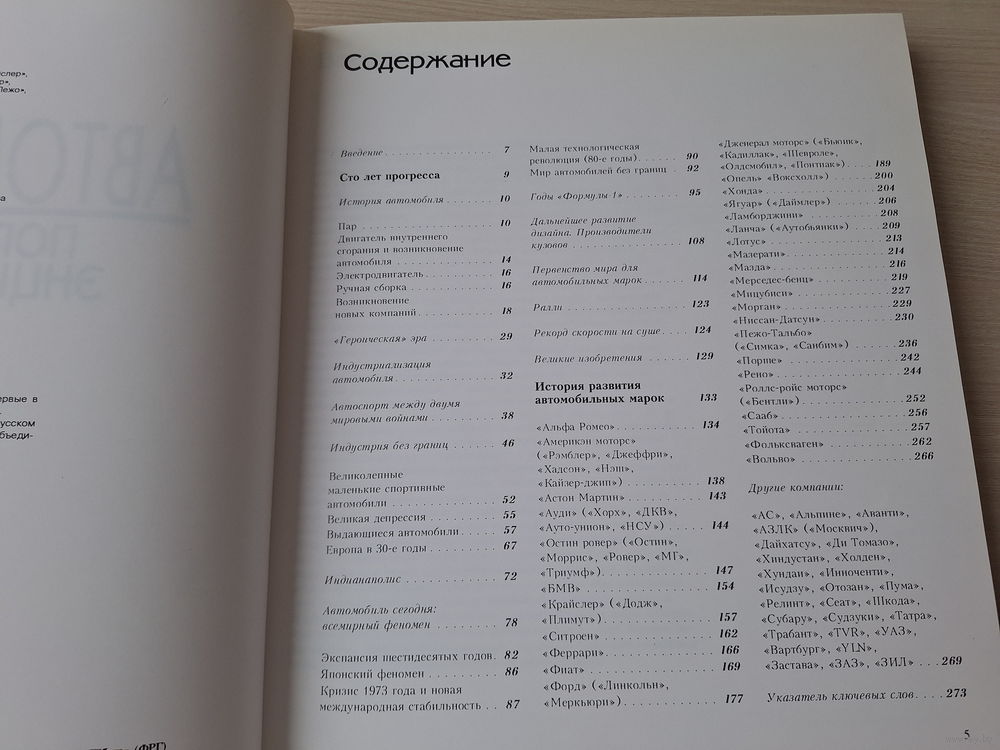 слер»,
р»,
Пежо»,
ва
ервые в
усском
бъеди-
(ФРГ)
Содержание
Введение . . . . . . . . . . . . . . . . 7
Сто лет прогресса 9
История автомобиля . . . . . . . 10
Пар . . . . . . . . . . . . . . . . . . . 10
Двигатель внутреннего
сгорания и возникновение
автомобиля . . . . . . . . . . . . . . 14
Электродвигатель . . . . . . . . . . 16
Ручная сборка . . . . . . . . . . . . 16
Возникновение
новых компаний . . . . . . . . . . . 18
«Героическая» эра . . . . . . . . . 29
Индустриализация
автомобиля . . . . . . . . . . . . . . 32
Автоспорт между двумя
мировыми войнами . . . . . . . . . 38
Индустрия без границ . . . . . . 46
Великолепные
маленькие спортивные
автомобили . . . . . . . . . . . . . . 52
Великая депрессия . . . . . . . . . 55
Выдающиеся автомобили . . . . . 57
Европа в 30-е годы . . . . . . . . . 67
Индианаполис . . . . . . . . . . . . 72
Автомобиль сегодня:
всемирный феномен . . . . . . . . 78
Экспансия шестидесятых годов . 82
Японский феномен . . . . . . . . . 86
Кризис 1973 года и новая
международная стабильность . . 87
Малая технологическая
революция (80-е годы) . . . . . . 90
Мир автомобилей без границ . 92
Годы «Формулы-1» . . . . . . . . . 95
Дальнейшее развитие
дизайна. Производители
кузовов . . . . . . . . . . . . . . . . 108
Первенство мира для
автомобильных марок . . . . . . . 114
Ралли . . . . . . . . . . . . . . . . . 123
Рекорд скорости на суше . . . . 124
Великие изобретения . . . . . . . 129
История развития
автомобильных марок 133
«Альфа Ромео» . . . . . . . . . . . 134
«Америкэн моторс»
(«Рэмблер», «Джеффри»,
«Хадсон», «Нэш»,
«Кайзер-джип») . . . . . . . . . . . 138
«Астон Мартин» . . . . . . . . . . . 143
«Ауди» («Хорх», «ДКВ»,
«Ауто-унион», «НСУ») . . . . . . 144
«Остин ровер» («Остин»,
«Моррис», «Ровер», «МГ»,
«Триумф») . . . . . . . . . . . . . . 147
«БМВ» . . . . . . . . . . . . . . . . . 154
«Крайслер» («Додж»,
«Плимут») . . . . . . . . . . . . . . 157
«Ситроен» . . . . . . . . . . . . . . 162
«Феррари» . . . . . . . . . . . . . . 166
«Фиат» . . . . . . . . . . . . . . . . 169
«Форд» («Линкольн»,
«Меркьюри») . . . . . . . . . . . . . 177
«Дженерал моторс» («Бьюик»,
«Кадиллак», «Шевроле»,
«Олдсмобил», «Понтиак») . . . . 189
«Опель» «Воксхолл») . . . . . . . 200
«Хонда» . . . . . . . . . . . . . . . . 204
«Ягуар» («Даймлер») . . . . . . . 206
«Ламборджини» . . . . . . . . . . . 208
«Ланча» («Аутобьянки») . . . . . 209
«Лотус» . . . . . . . . . . . . . . . . 213
«Мазерати» . . . . . . . . . . . . . 214
«Мазда» . . . . . . . . . . . . . . . 216
«Мерседес-бенц» . . . . . . . . . . 219
«Мицубиси» . . . . . . . . . . . . . 227
«Морган» . . . . . . . . . . . . . . . 229
«Ниссан-Датсун» . . . . . . . . . . 230
«Пежо-Тальбо»
(«Симка», «Санбим») . . . . . . . 236
«Порше» . . . . . . . . . . . . . . . 242
«Рено» . . . . . . . . . . . . . . . . 244
«Роллс-ройс моторс»
(«Бентли») . . . . . . . . . . . . . . 252
«Сааб» . . . . . . . . . . . . . . . . 256
«Тойота» . . . . . . . . . . . . . . . 257
«Фольксваген» . . . . . . . . . . . 262
«Вольво» . . . . . . . . . . . . . . . 266
Другие компании:
«АС», «Альпине», «Аванти»,
«АЗЛК» («Москвич»),
«Дайхатсу», «Ди Томазо»,
«Хиндустан», «Холден»,
«Хундаи», «Инноченти»,
«Исудзу», «Отозан», «Пума»,
«Релинт», «Сеат», «Шкода»,
«Субару», «Судзуки», «Татра»,
«Трабант», «TVR», «УАЗ»,
«Вартбург», «YLN»,
«Застава», «ЗАЗ», «ЗИЛ» . . . 269
Указатель ключевых слов . . . . 273
5